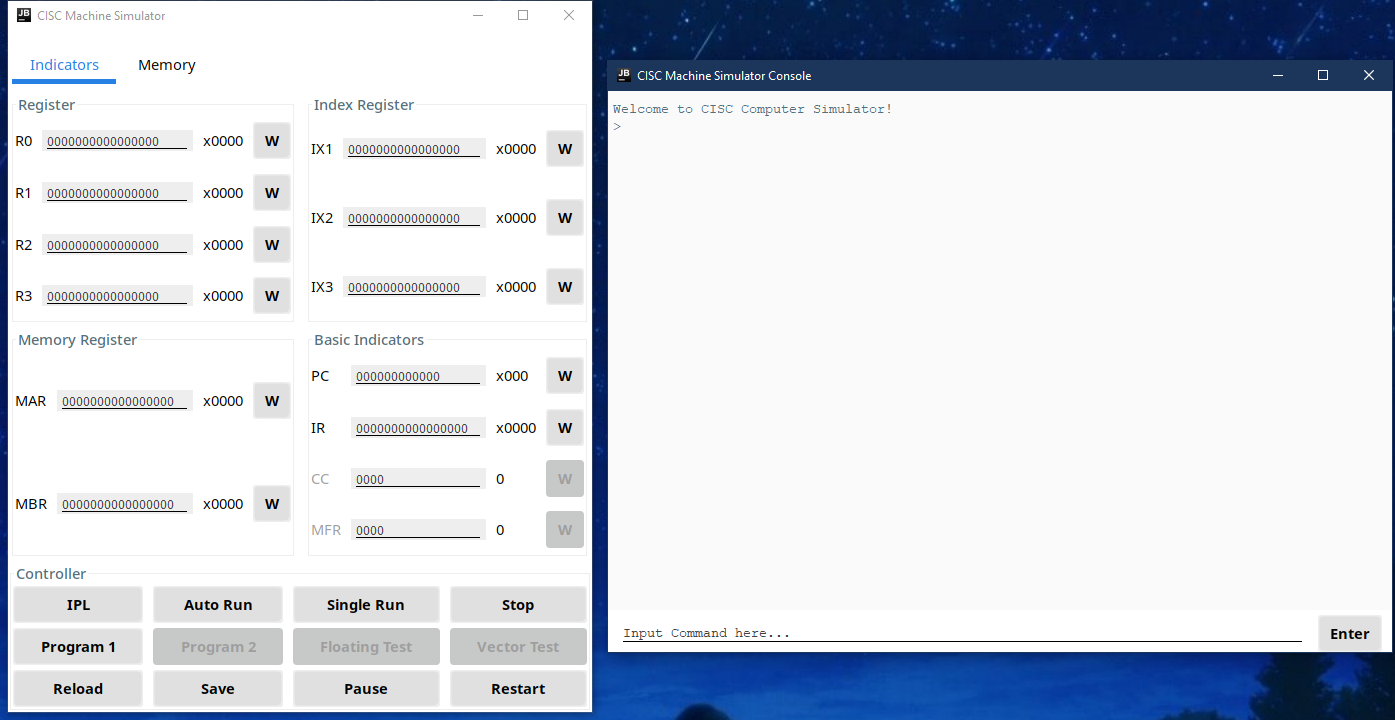 JB CISC Machine Simulator
Indicators Memory
Register
R0 0000000000000000 x0000 W
R1 0000000000000000 x0000 W
R2 0000000000000000 x0000 W
R3 0000000000000000 x0000 W
Index Register
IX1 0000000000000000 x0000 W
IX2 0000000000000000 x0000 W
IX3 0000000000000000 x0000 W
Memory Register
MAR 0000000000000000 x0000 W
MBR 0000000000000000 x0000 W
Basic Indicators
PC 000000000000 x000 W
IR 0000000000000000 x0000 W
CC 0000 0 W
MFR 0000 0 W
Controller
IPL Auto Run Single Run Stop
Program 1 Program 2 Floating Test Vector Test
Reload Save Pause Restart
JB CISC Machine Simulator Console
Welcome to CISC Computer Simulator!
>
Input Command here... Enter